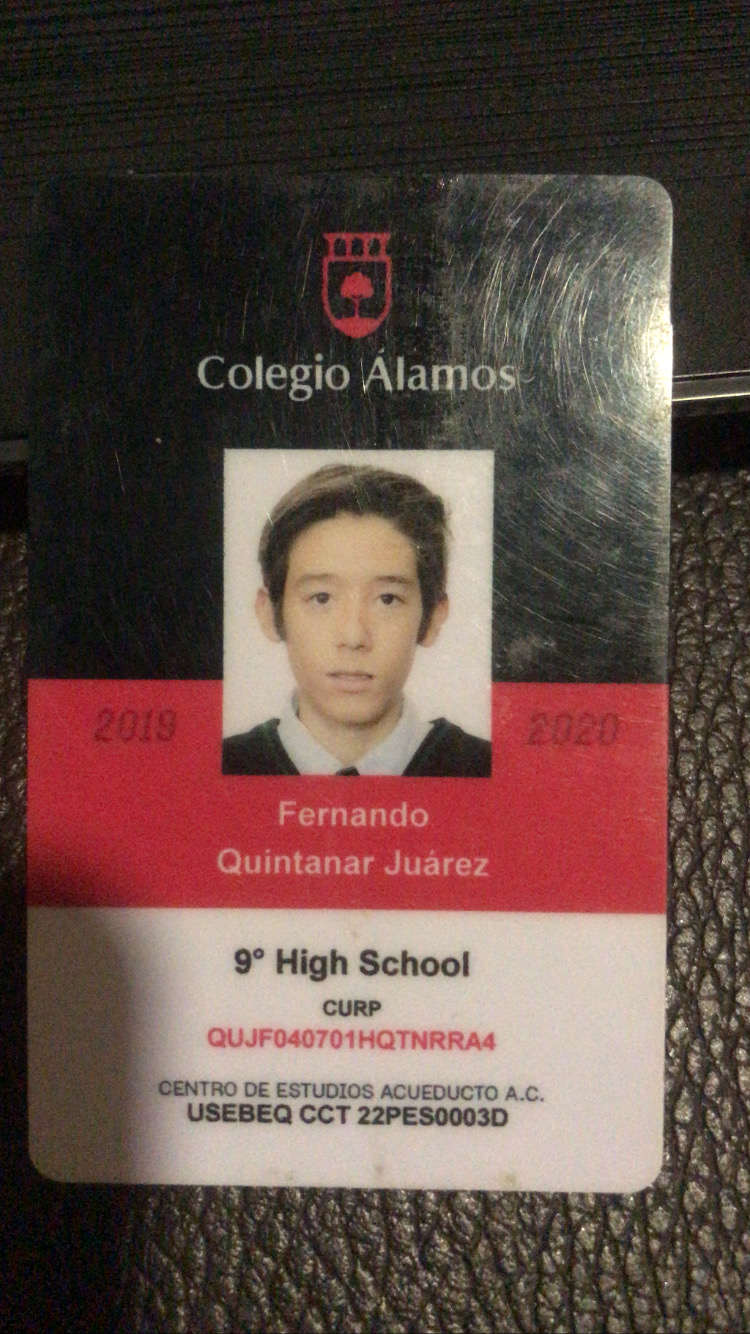 Colegio Álamos
2019 2020
Fernando
Quintanar Juárez
9° High School
CURP
QUJF040701HQTNRRA4
CENTRO DE ESTUDIOS ACUEDUCTO A.C.
USEBEQ CCT 22PES0003D